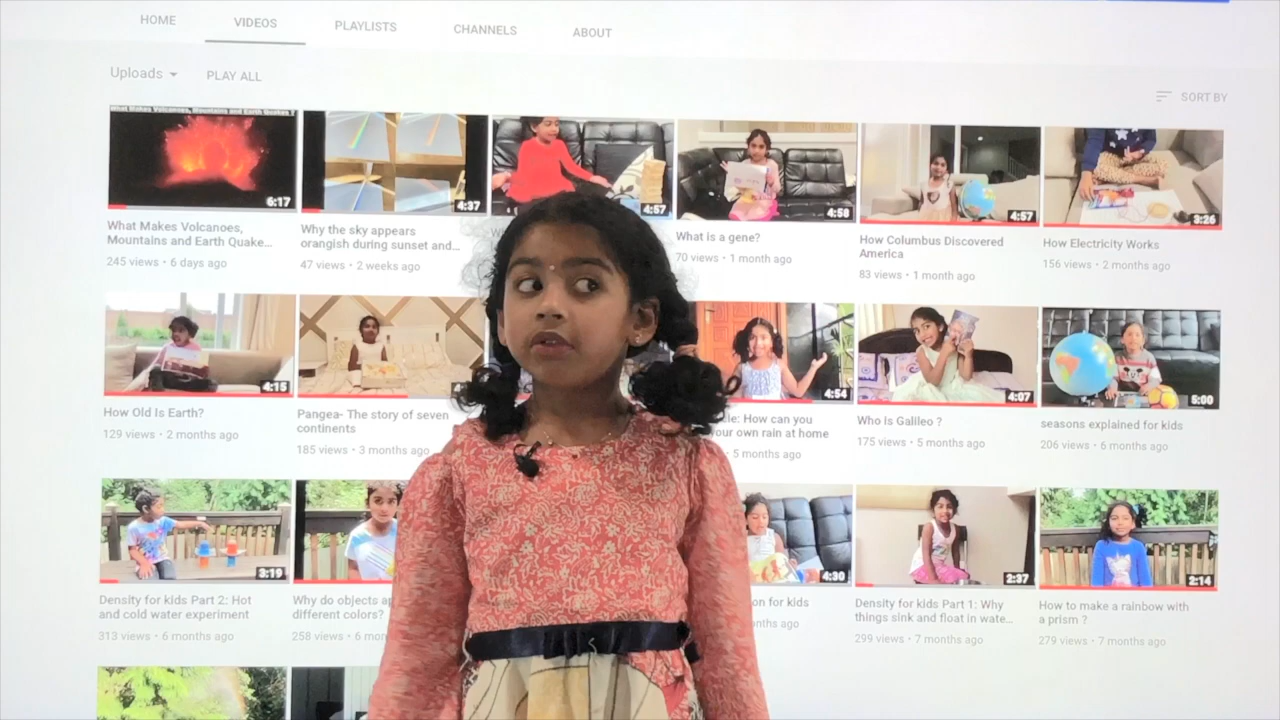 HOME VIDEOS PLAYLISTS CHANNELS ABOUT
Uploads PLAY ALL
SORT BY
What Makes Volcanoes, Mountains and Earth Quakes ?
6:17
4:37
4:57
4:58
4:57
3:26
What Makes Volcanoes,
Mountains and Earth Quake...
245 views • 6 days ago
Why the sky appears
orangish during sunset and...
47 views • 2 weeks ago
What is a gene?
70 views • 1 month ago
How Columbus Discovered
America
83 views • 1 month ago
How Electricity Works
156 views • 2 months ago
4:15
4:54
4:07
5:00
How Old Is Earth?
129 views • 2 months ago
Pangea- The story of seven
continents
185 views • 3 months ago
How can you
your own rain at home
• 5 months ago
Who is Galileo ?
175 views • 5 months ago
seasons explained for kids
206 views • 6 months ago
3:19
4:30
2:37
2:14
Density for kids Part 2: Hot
and cold water experiment
313 views • 6 months ago
Why do objects
different colors?
258 views • 6
for kids
ago
Density for kids Part 1: Why
things sink and float in wate...
299 views • 7 months ago
How to make a rainbow with
a prism ?
279 views • 7 months ago